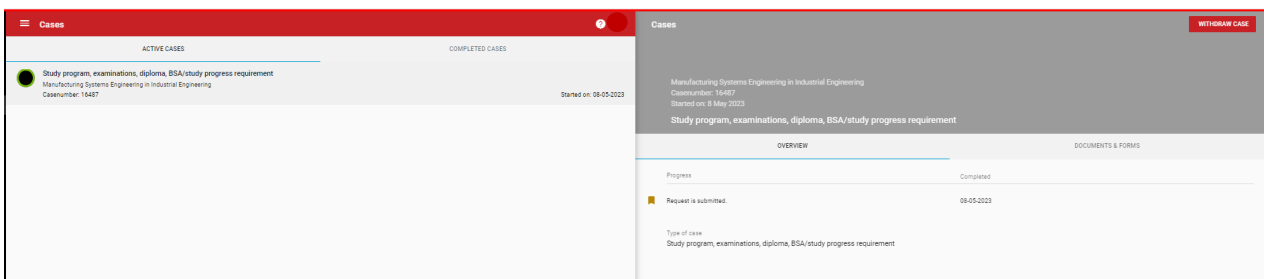 Cases
ACTIVE CASES
COMPLETED CASES
Study program, examinations, diploma, BSA/study progress requirement
Manufacturing Systems Engineering in Industrial Engineering
Casenumber: 16487
Started on: 08-05-2023
Cases
WITHDRAW CASE
Manufacturing Systems Engineering in Industrial Engineering
Casenumber: 16487
Started on: 8 May 2023
Study program, examinations, diploma, BSA/study progress requirement
OVERVIEW
DOCUMENTS & FORMS
Progress
Completed
Request is submitted.
08-05-2023
Type of case
Study program, examinations, diploma, BSA/study progress requirement